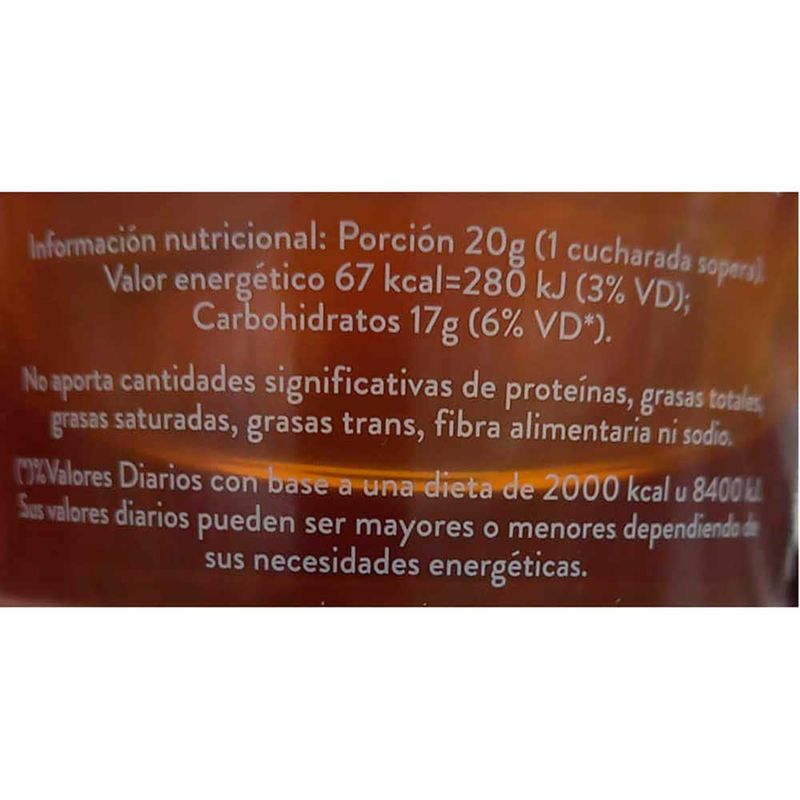 Información nutricional: Porción 20g (1 cucharada sopera).
Valor energético 67 kcal=280 kJ (3% VD);
Carbohidratos 17g (6% VD*).
No aporta cantidades significativas de proteínas, grasas totales,
grasas saturadas, grasas trans, fibra alimentaria ni sodio.
(*)%Valores Diarios con base a una dieta de 2000 kcal u 8400 kJ.
Sus valores diarios pueden ser mayores o menores dependiendo de
sus necesidades energéticas.